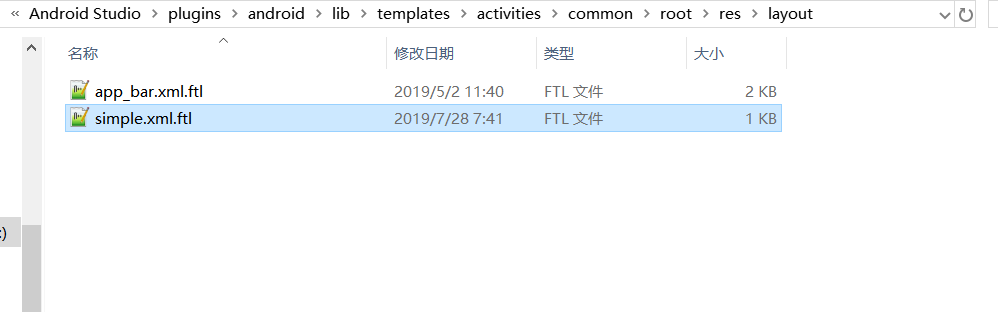 « Android Studio > plugins > android > lib > templates > activities > common > root > res > layout
名称 修改日期 类型 大小
app_bar.xml.ftl 2019/5/2 11:40 FTL 文件 2 KB
simple.xml.ftl 2019/7/28 7:41 FTL 文件 1 KB
:)